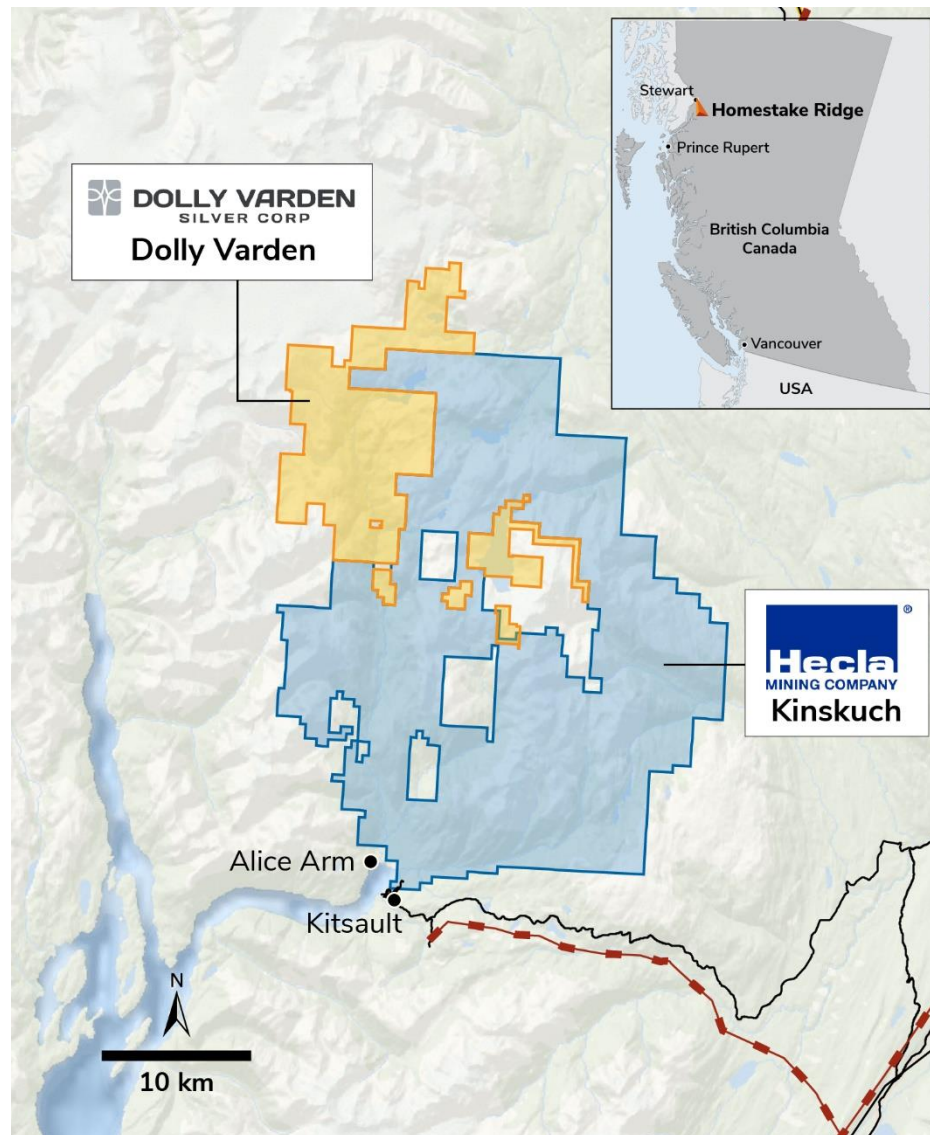 Stewart
Homestake Ridge
Prince Rupert
British Columbia
Canada
Vancouver
USA
DOLLY VARDEN
SILVER CORP
Dolly Varden
Hecla ®
MINING COMPANY
Kinskuch
Alice Arm
Kitsault
N
10 km